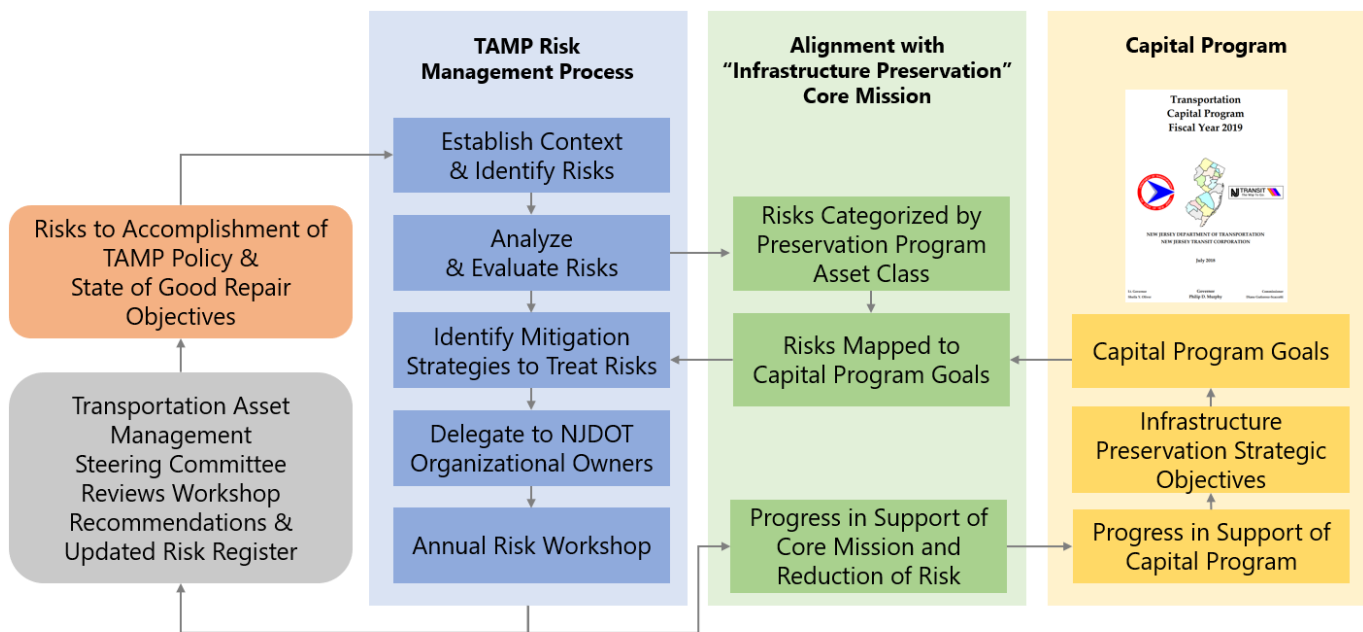 TAMP Risk
Management Process
Establish Context
& Identify Risks
Analyze
& Evaluate Risks
Identify Mitigation
Strategies to Treat Risks
Delegate to NJDOT
Organizational Owners
Annual Risk Workshop
Alignment with
“Infrastructure Preservation”
Core Mission
Risks Categorized by
Preservation Program
Asset Class
Risks Mapped to
Capital Program Goals
Progress in Support of
Core Mission and
Reduction of Risk
Capital Program
Transportation
Capital Program
Fiscal Year 2019
NJ TRANSIT
NEW JERSEY DEPARTMENT OF TRANSPORTATION
NEW JERSEY TRANSIT CORPORATION
July 2018
Lt. Governor
Governor
Commissioner
Philip D. Murphy
Capital Program Goals
Infrastructure
Preservation Strategic
Objectives
Progress in Support of
Capital Program
Risks to Accomplishment of
TAMP Policy &
State of Good Repair
Objectives
Transportation Asset
Management
Steering Committee
Reviews Workshop
Recommendations &
Updated Risk Register